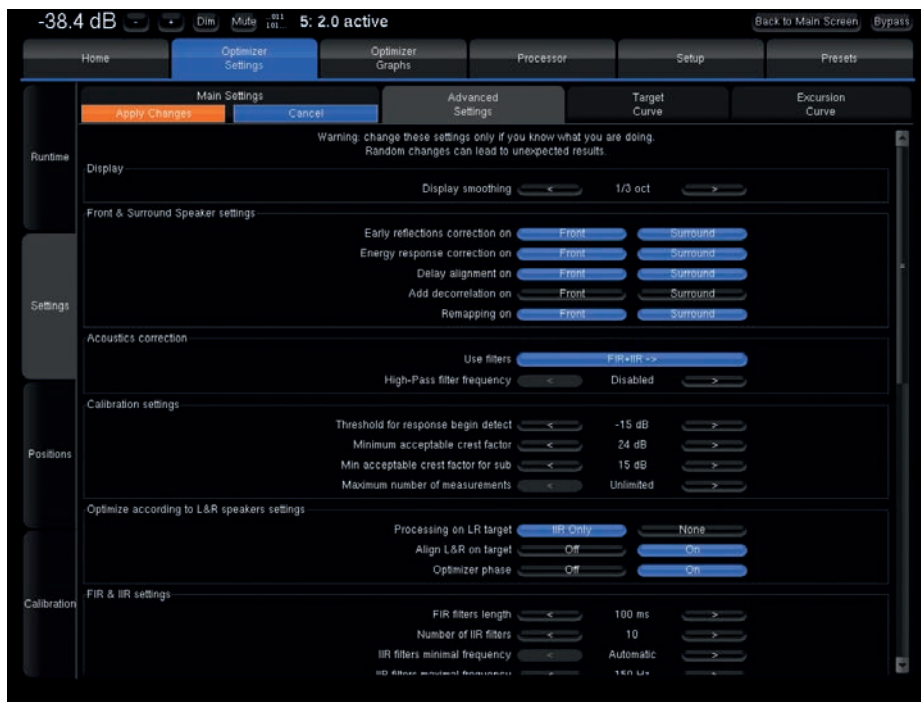 -38.4 dB - + Dim Mute ..011 101... 5: 2.0 active Back to Main Screen Bypass
Home Optimizer Settings Optimizer Graphs Processor Setup Presets
Main Settings Advanced Settings Target Curve Excursion Curve
Apply Changes Cancel
Warning: change these settings only if you know what you are doing.
Random changes can lead to unexpected results.
Runtime
Settings
Positions
Calibration
Display
Display smoothing < 1/3 oct >
Front & Surround Speaker settings
Early reflections correction on Front Surround
Energy response correction on Front Surround
Delay alignment on Front Surround
Add decorrelation on Front Surround
Remapping on Front Surround
Acoustics correction
Use filters FIR+IIR ->
High-Pass filter frequency < Disabled >
Calibration settings
Threshold for response begin detect < -15 dB >
Minimum acceptable crest factor < 24 dB >
Min acceptable crest factor for sub < 15 dB >
Maximum number of measurements < Unlimited >
Optimize according to L&R speakers settings
Processing on LR target IIR Only None
Align L&R on target Off On
Optimizer phase Off On
FIR & IIR settings
FIR filters length < 100 ms >
Number of IIR filters < 10 >
IIR filters minimal frequency < Automatic >
IIR filters maximal frequency < 150 Hz >